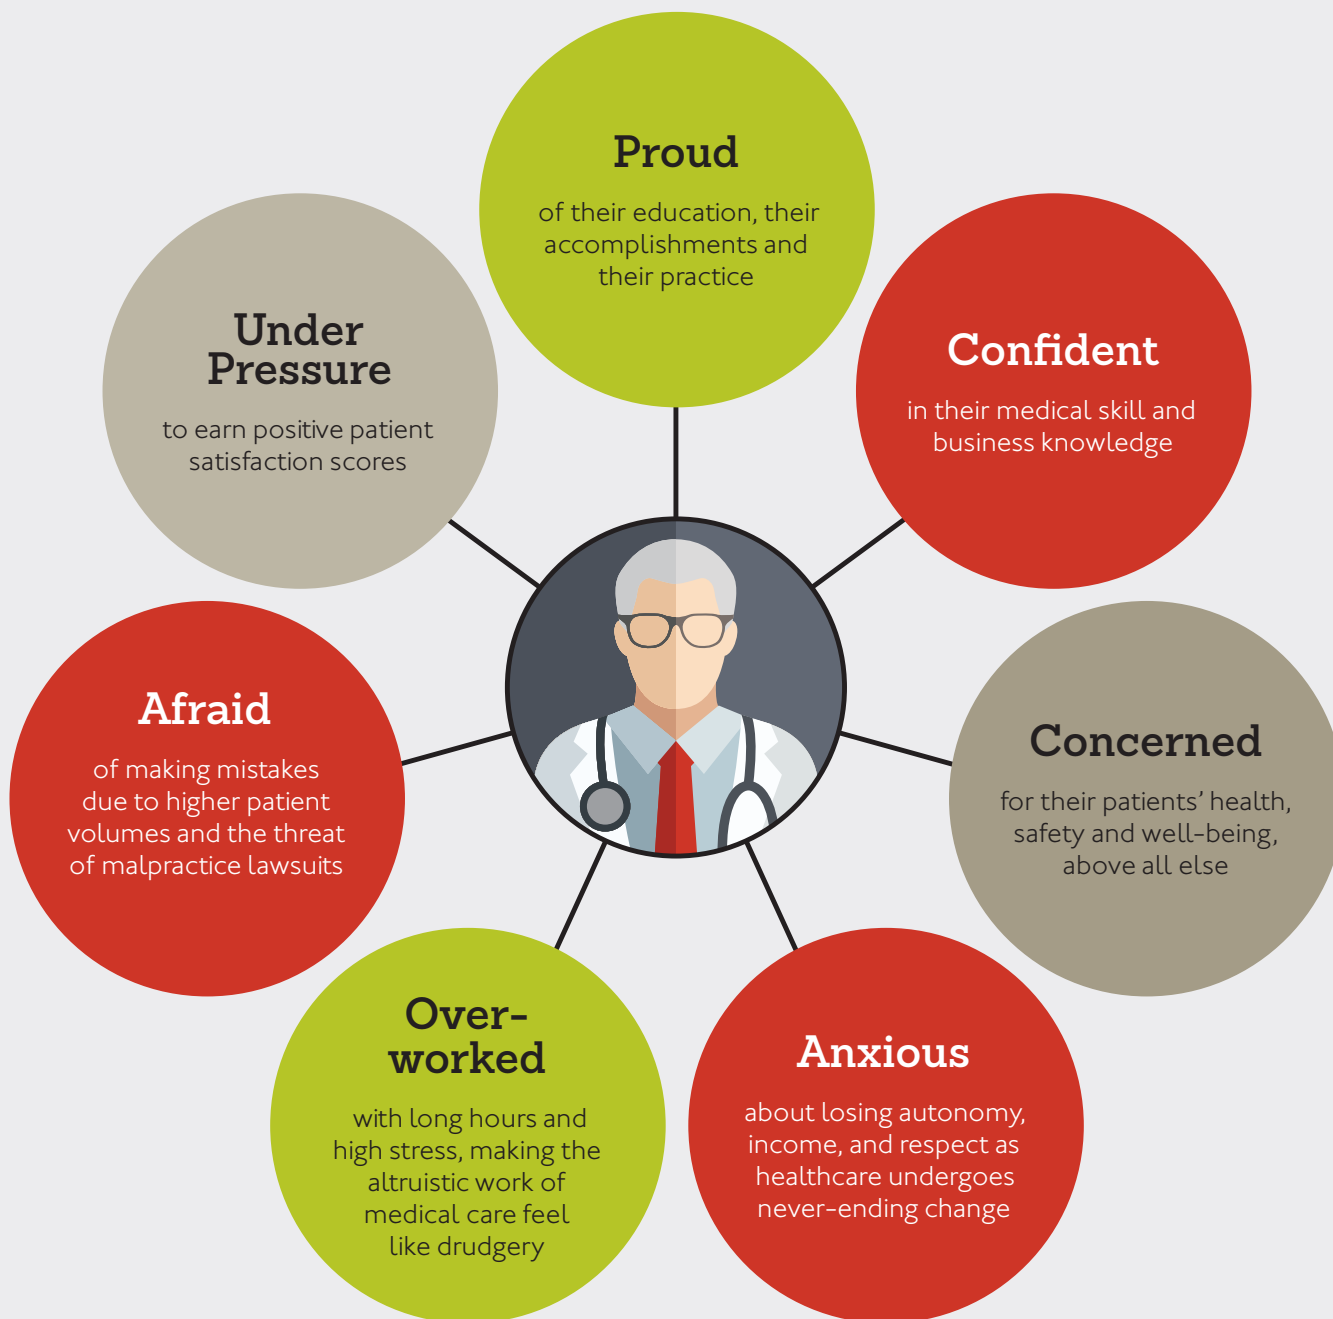 Proud
of their education, their
accomplishments and
their practice
Confident
in their medical skill and
business knowledge
Concerned
for their patients’ health,
safety and well-being,
above all else
Anxious
about losing autonomy,
income, and respect as
healthcare undergoes
never-ending change
Over-
worked
with long hours and
high stress, making the
altruistic work of
medical care feel
like drudgery
Afraid
of making mistakes
due to higher patient
volumes and the threat
of malpractice lawsuits
Under
Pressure
to earn positive patient
satisfaction scores